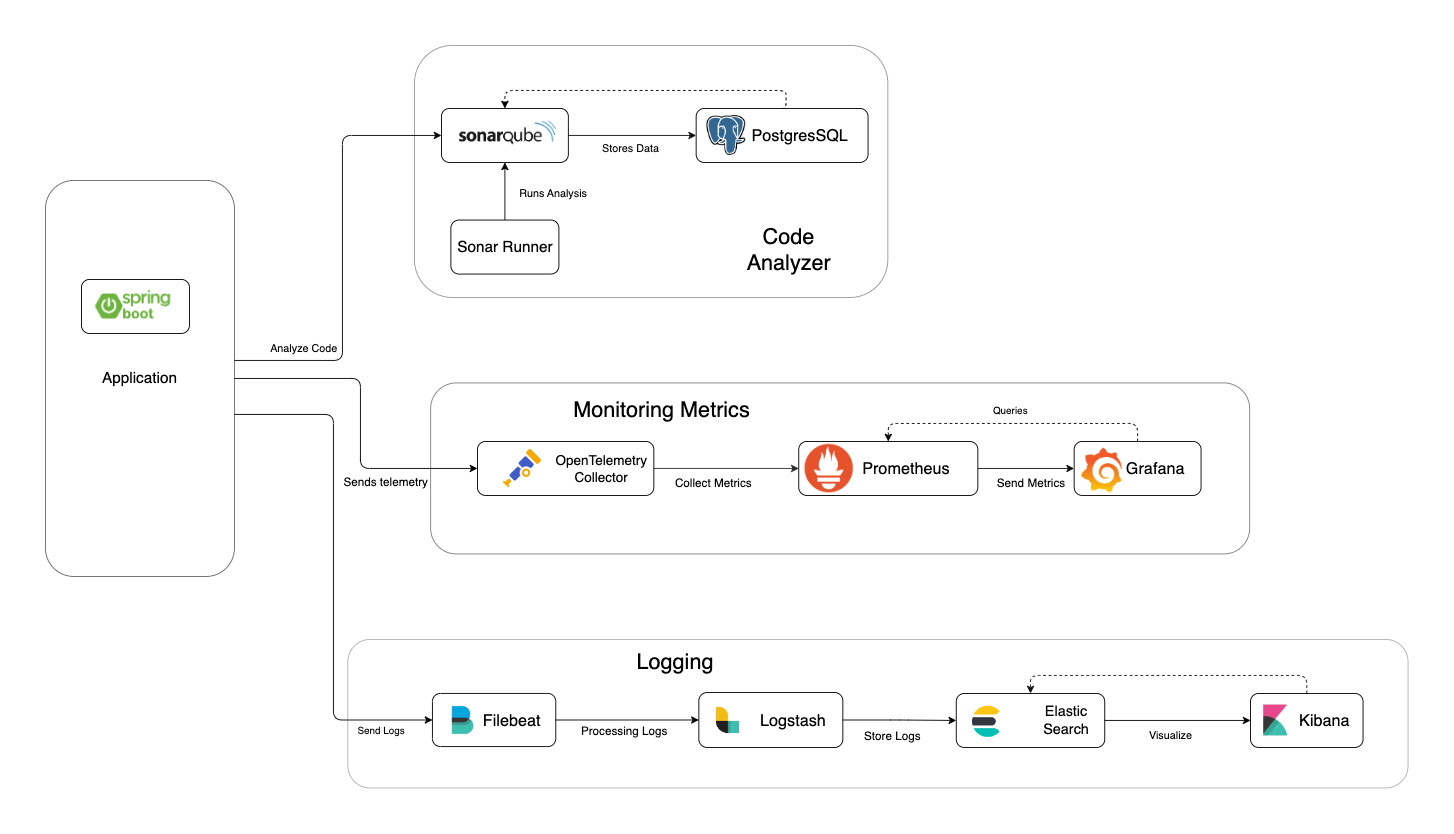 sonarqube
PostgresSQL
Stores Data
Runs Analysis
Sonar Runner
Code
Analyzer
spring
boot
Application
Analyze Code
Monitoring Metrics
Queries
OpenTelemetry
Collector
Prometheus
Grafana
Sends telemetry
Collect Metrics
Send Metrics
Logging
Filebeat
Logstash
Elastic
Search
Kibana
Send Logs
Processing Logs
Store Logs
Visualize